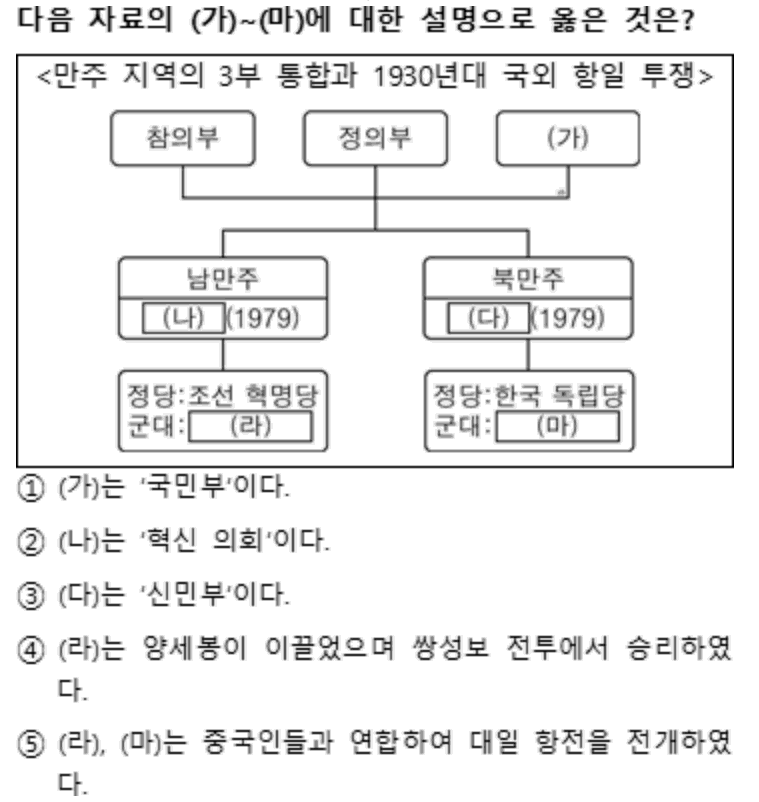 다음 자료의 (가)~(마)에 대한 설명으로 옳은 것은?
<만주 지역의 3부 통합과 1930년대 국외 항일 투쟁>
참의부 정의부 (가)
남만주 북만주
(나) (1979) (다) (1979)
정당:조선 혁명당 정당:한국 독립당
군대: (라) 군대: (마)
① (가)는 '국민부'이다.
② (나)는 '혁신 의회'이다.
③ (다)는 '신민부'이다.
④ (라)는 양세봉이 이끌었으며 쌍성보 전투에서 승리하였
다.
⑤ (라), (마)는 중국인들과 연합하여 대일 항전을 전개하였
다.